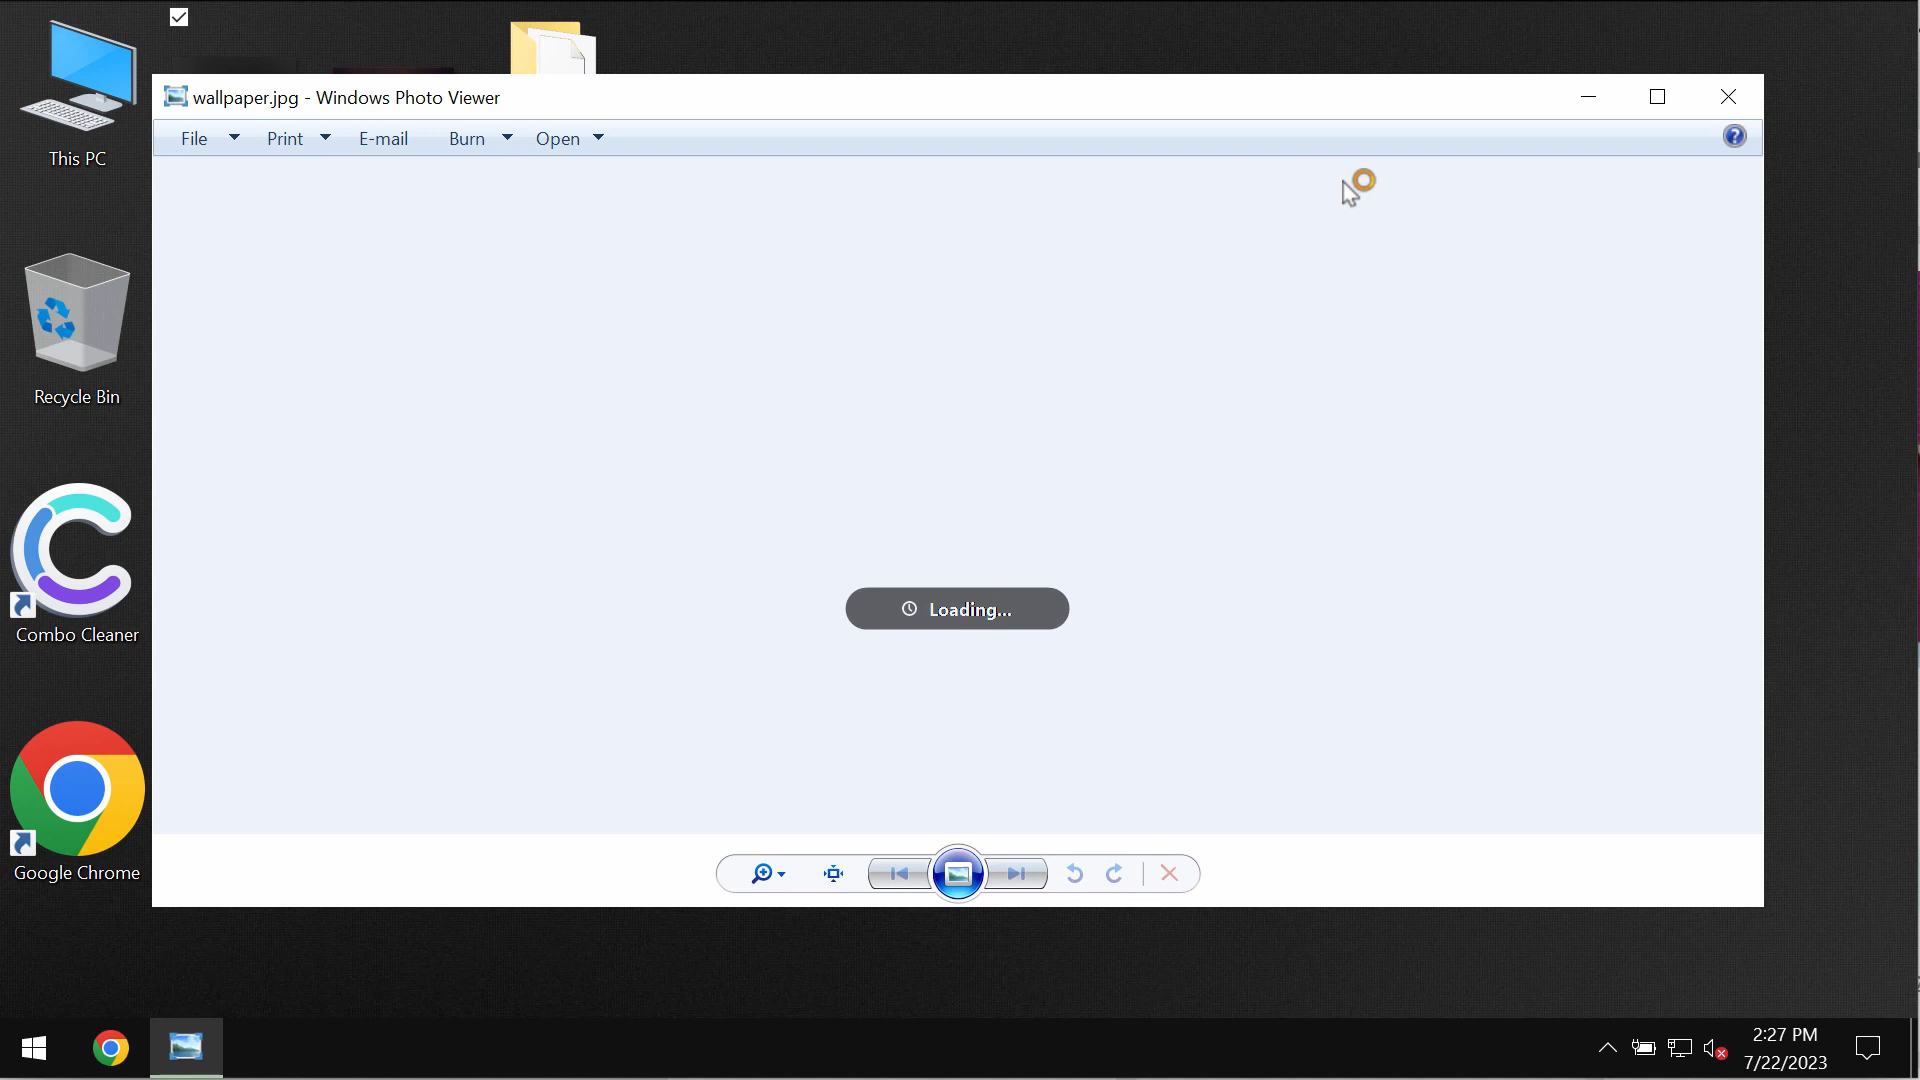 wallpaper.jpg - Windows Photo Viewer
File Print E-mail Burn Open
This PC
Recycle Bin
Loading...
Combo Cleaner
Google Chrome
2:27 PM
7/22/2023